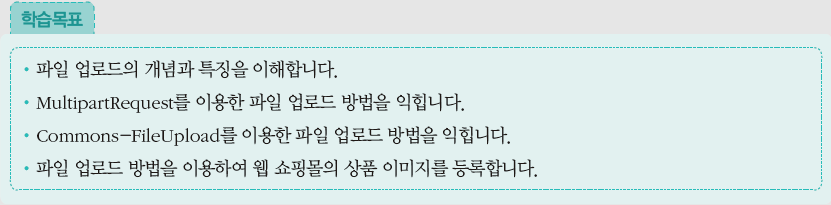 학습목표
• 파일 업로드의 개념과 특징을 이해합니다.
• MultipartRequest를 이용한 파일 업로드 방법을 익힙니다.
• Commons-FileUpload를 이용한 파일 업로드 방법을 익힙니다.
• 파일 업로드 방법을 이용하여 웹 쇼핑몰의 상품 이미지를 등록합니다.